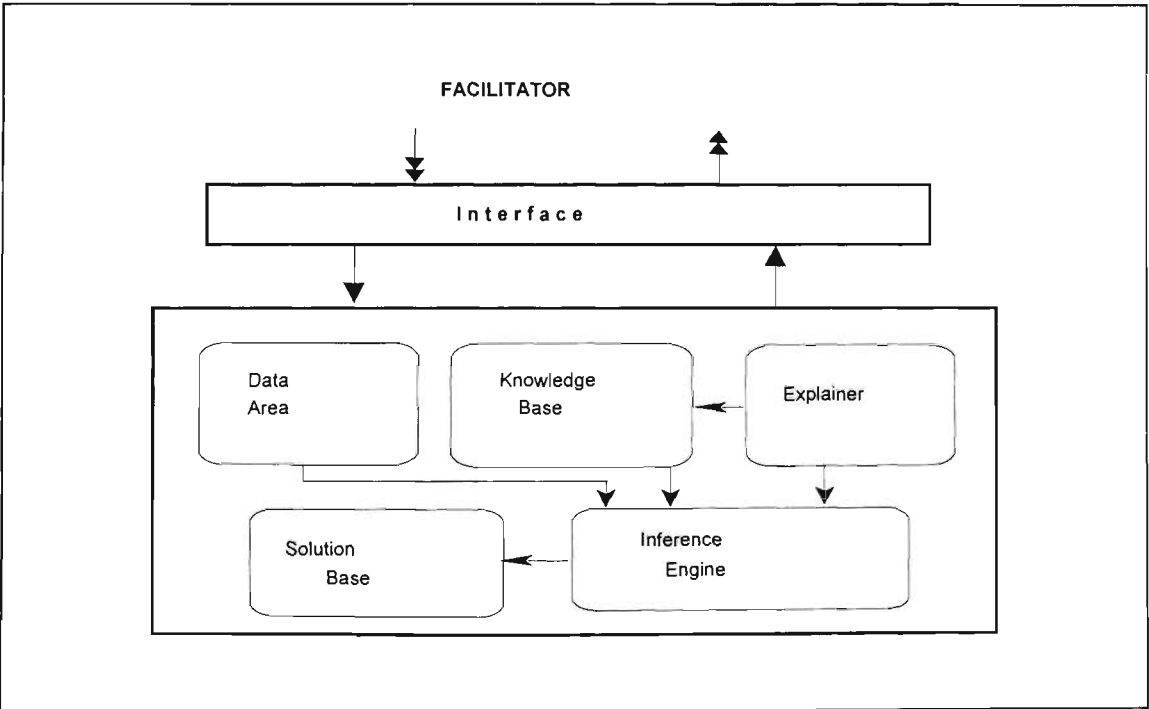 FACILITATOR
Interface
Data
Area
Knowledge
Base
Explainer
Solution
Base
Inference
Engine